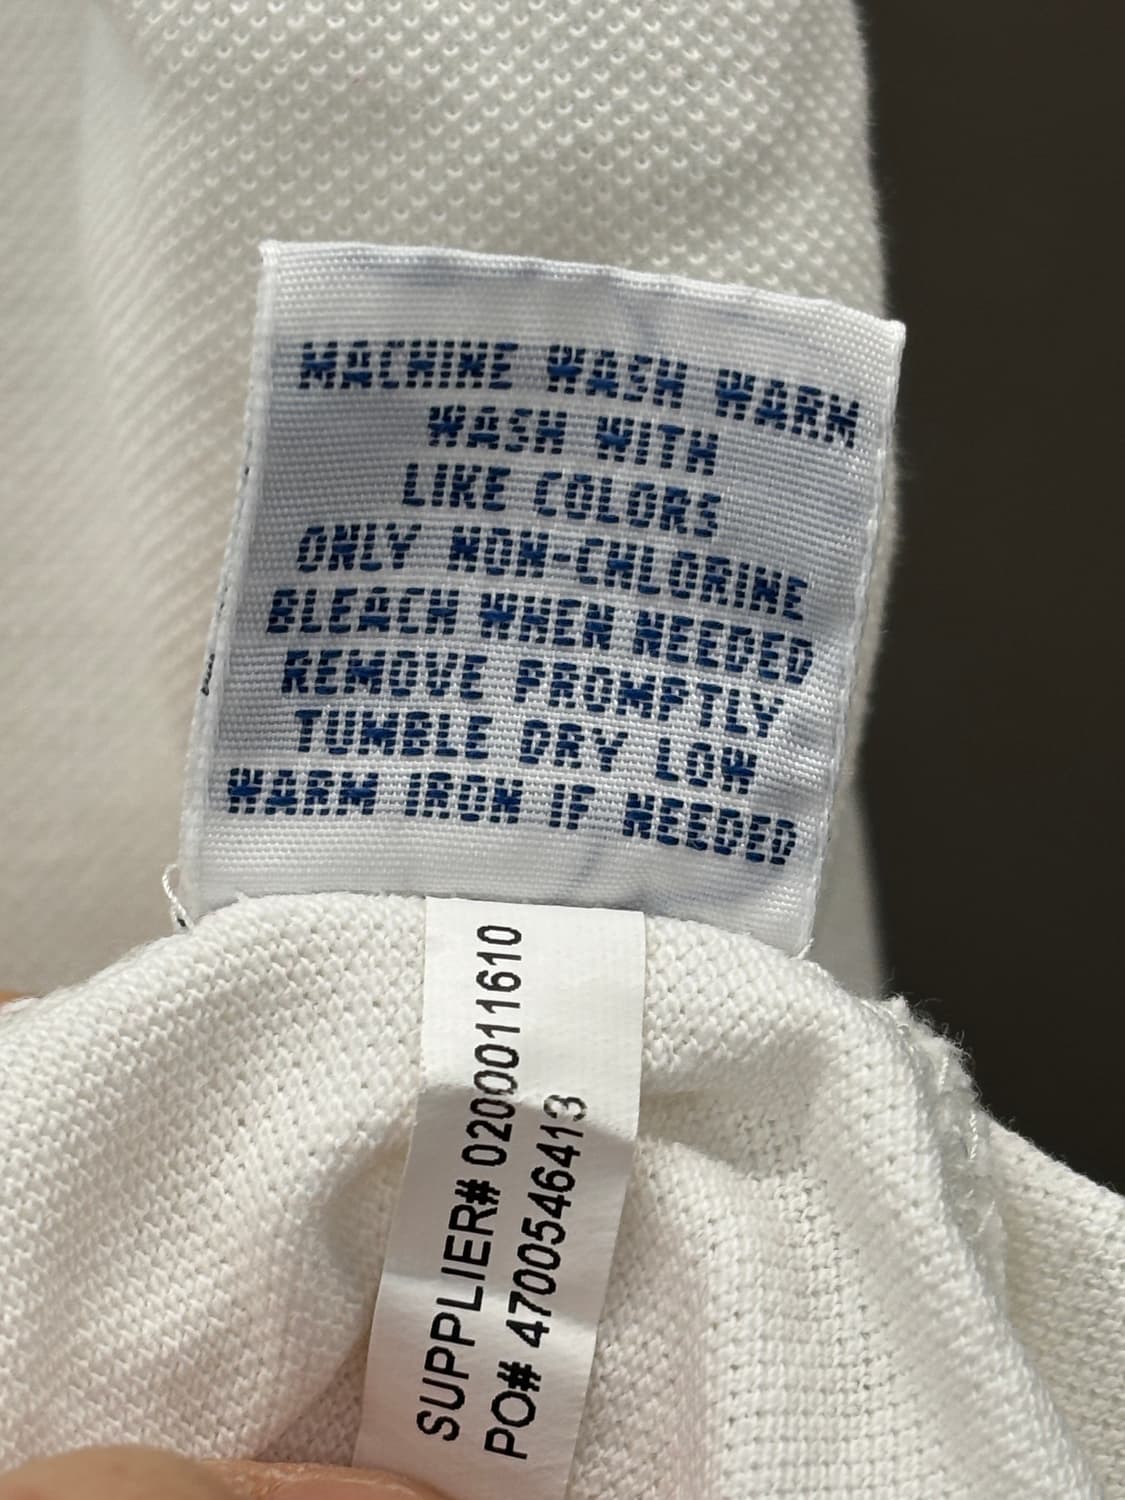 MACHINE WASH WARM
WASH WITH
LIKE COLORS
ONLY NON-CHLORINE
BLEACH WHEN NEEDED
REMOVE PROMPTLY
TUMBLE DRY LOW
WARM IRON IF NEEDED
SUPPLIER# 0200011610
PO# 4700546413